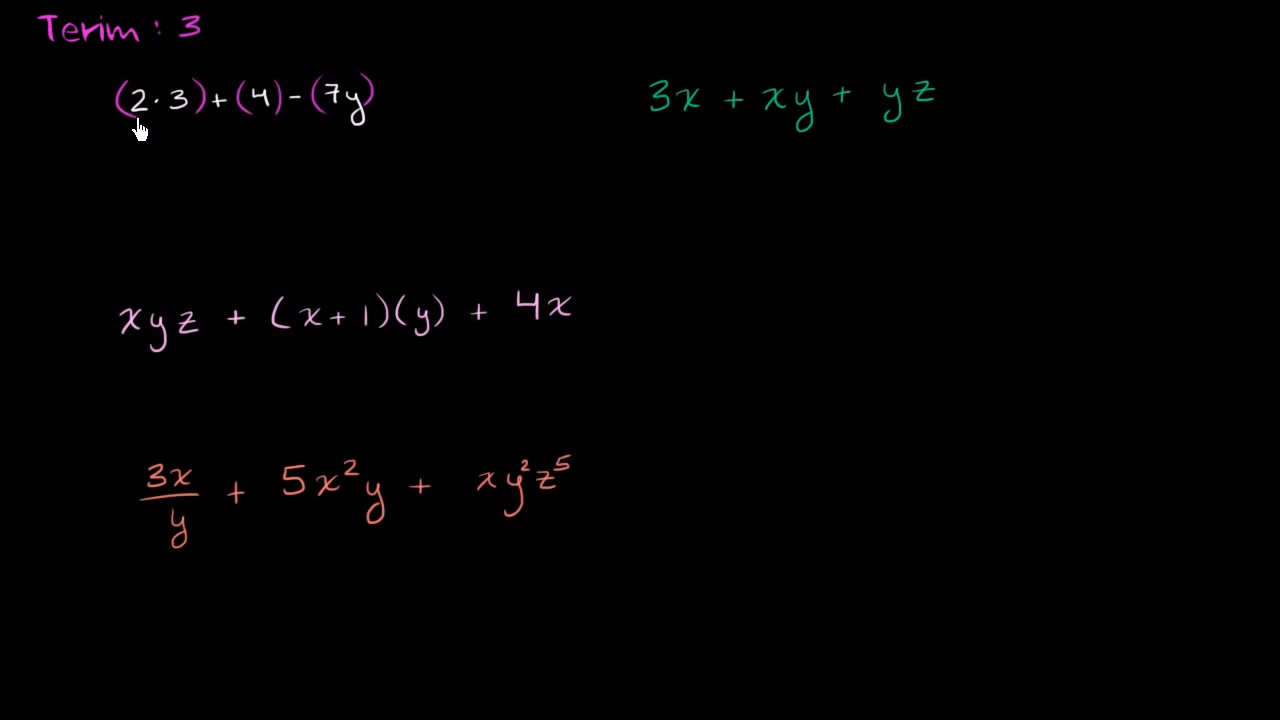 Terim : 3
(2·3)+(4)-(7y)
3x + xy + yz
xyz + (x+1)(y) + 4x
3x/y + 5x²y + xy²z⁵